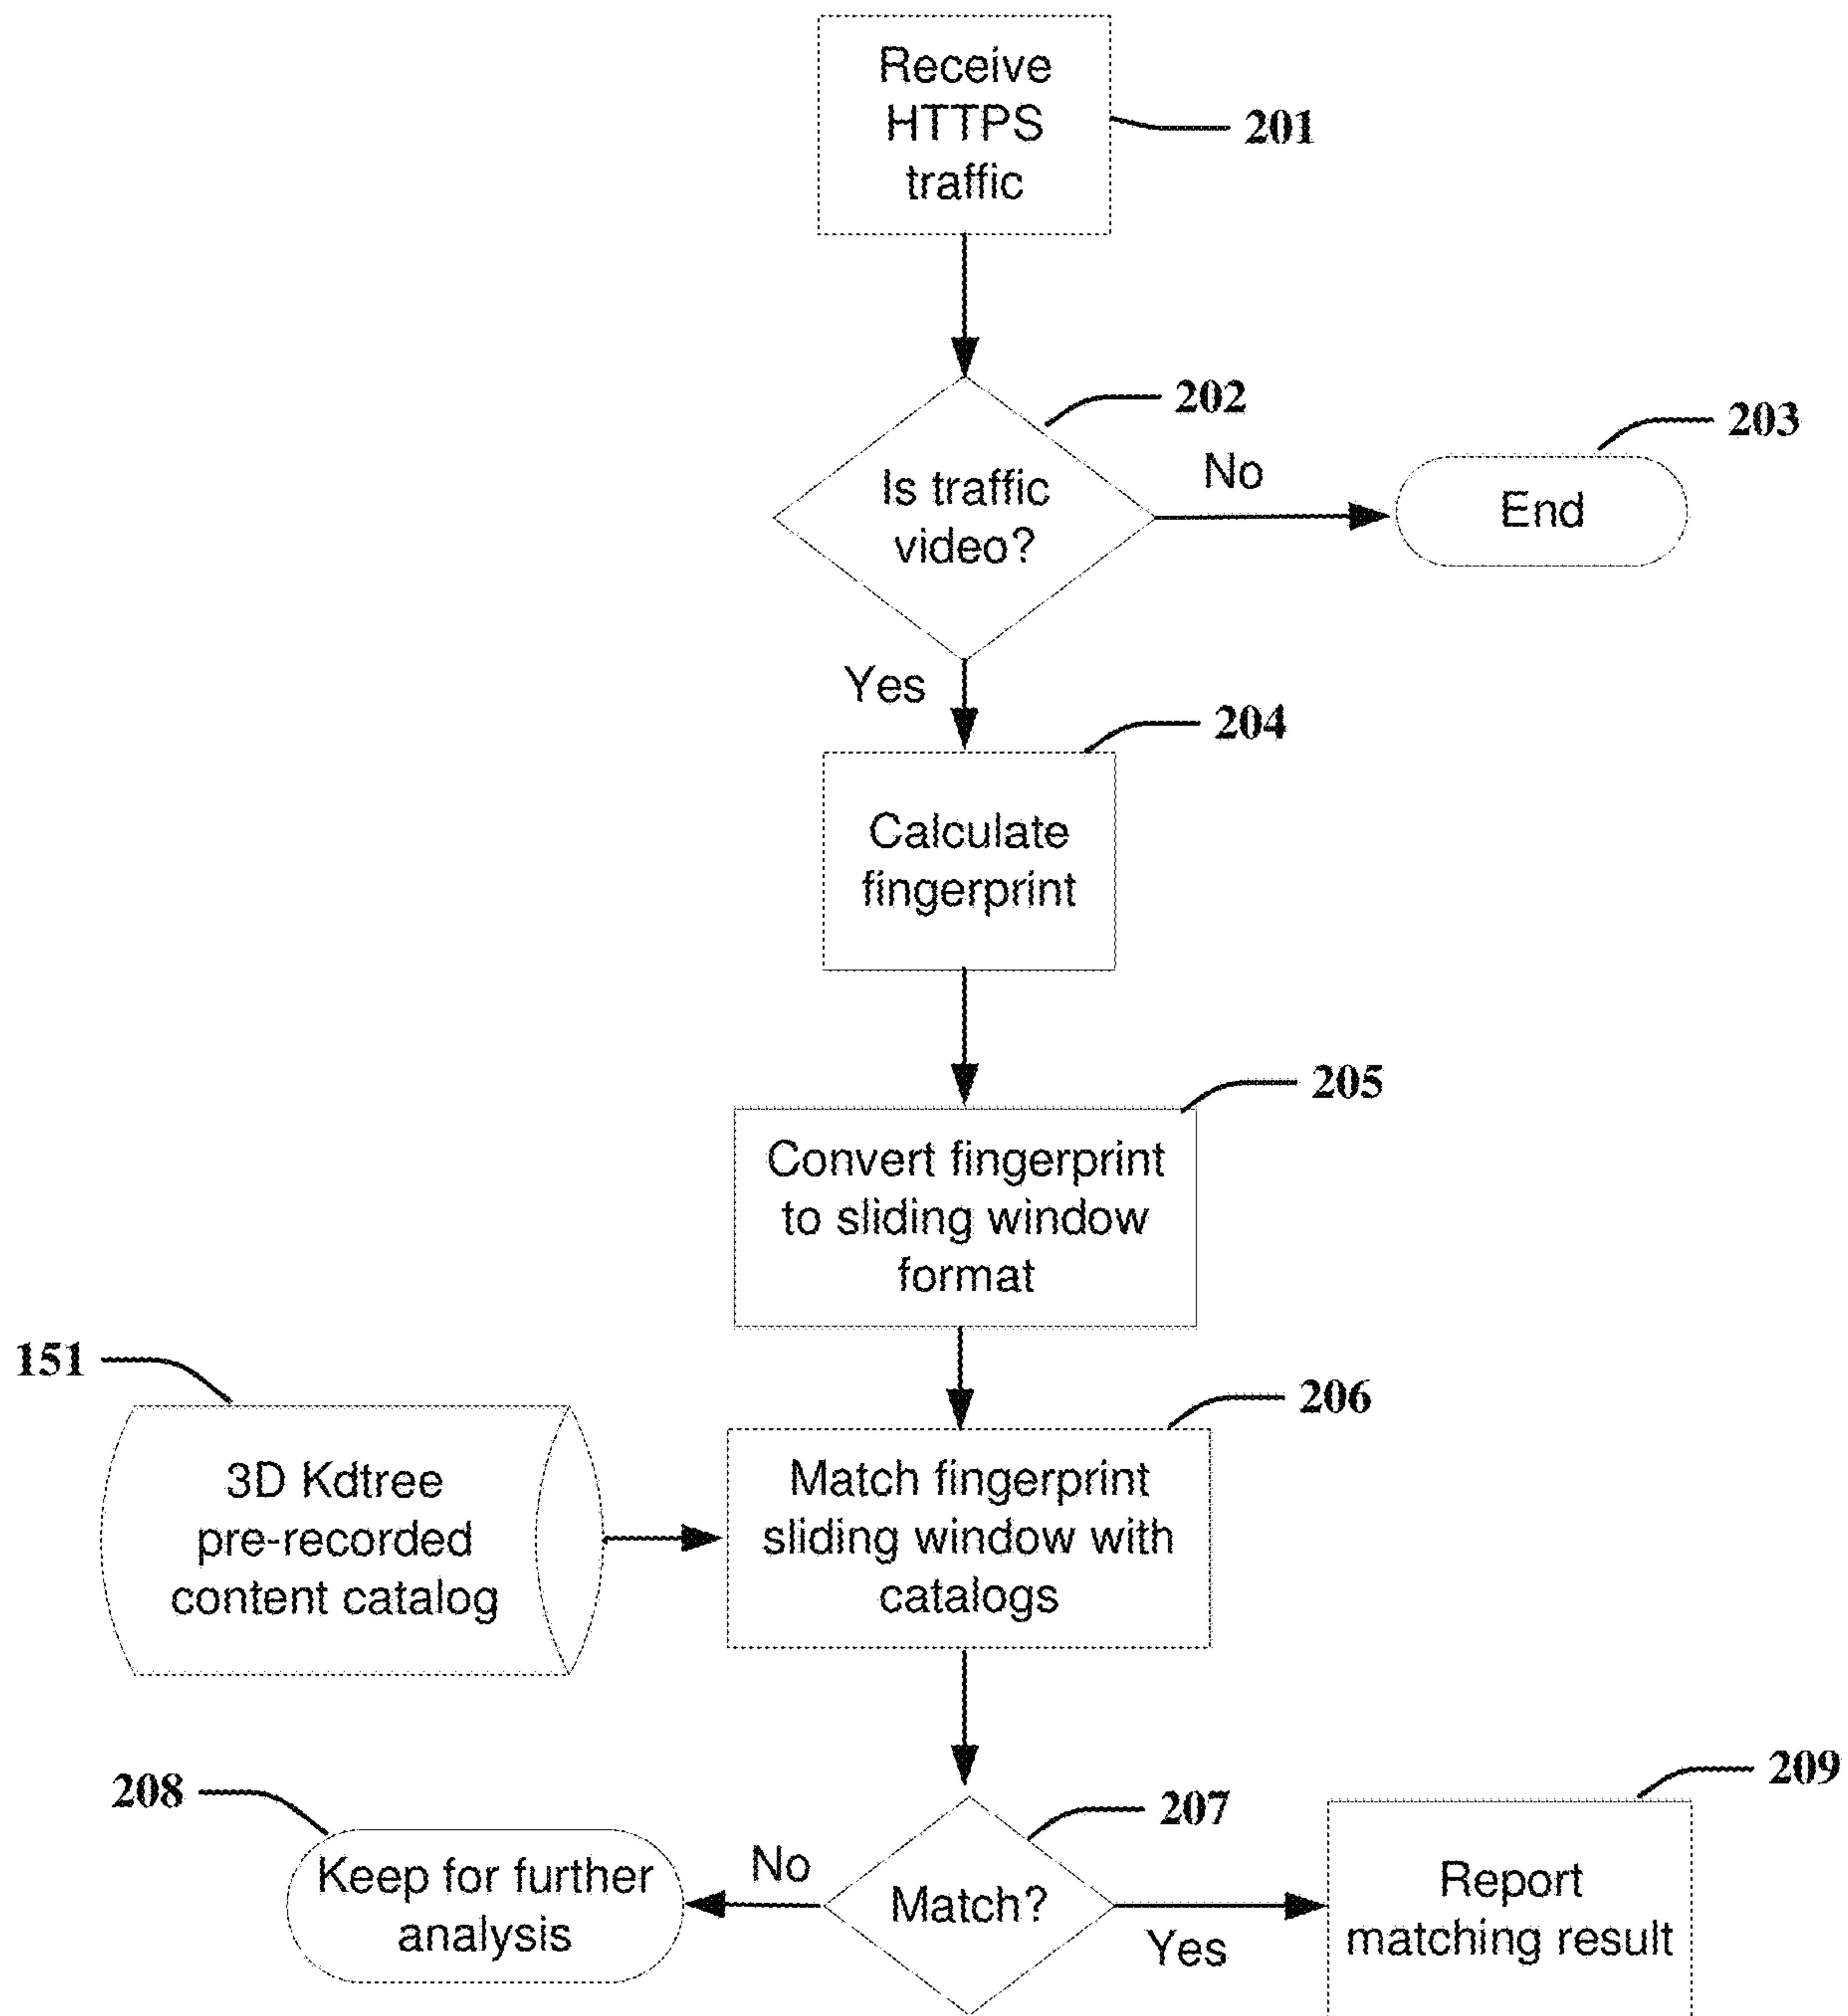 Receive
HTTPS
traffic
201
202
Is traffic
video?
No
203
End
Yes
204
Calculate
fingerprint
205
Convert fingerprint
to sliding window
format
151
3D Kdtree
pre-recorded
content catalog
206
Match fingerprint
sliding window with
catalogs
207
Match?
No
208
Keep for further
analysis
Yes
209
Report
matching result